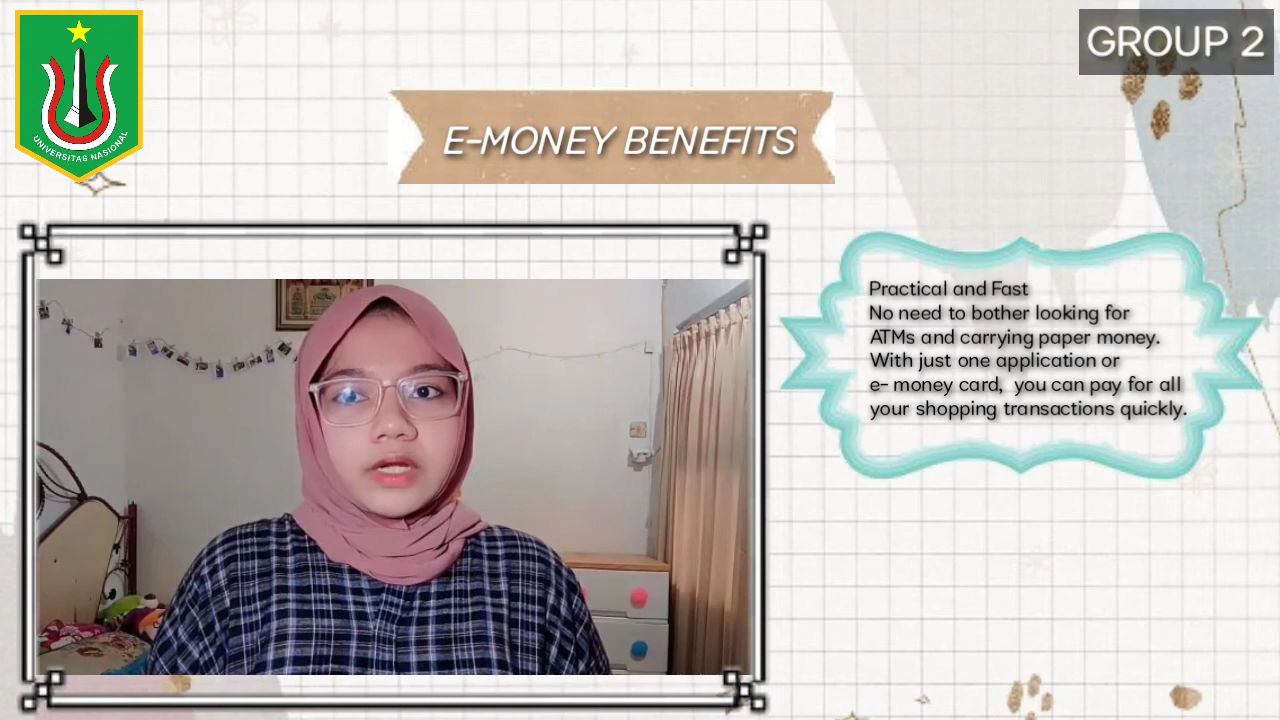 UNIVERSITAS NASIONAL
GROUP 2
E-MONEY BENEFITS
Practical and Fast
No need to bother looking for
ATMs and carrying paper money.
With just one application or
e- money card, you can pay for all
your shopping transactions quickly.